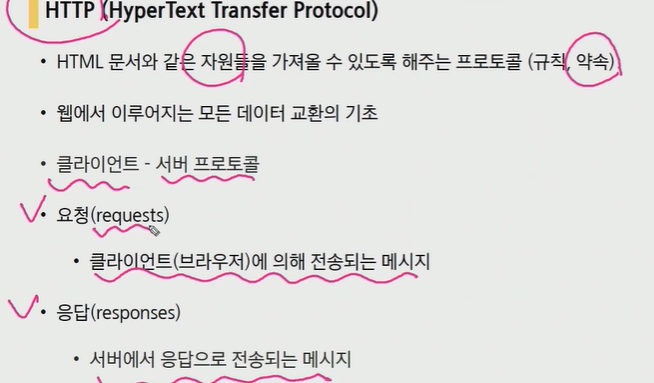 HTTP (HyperText Transfer Protocol)
• HTML 문서와 같은 자원들을 가져올 수 있도록 해주는 프로토콜 (규칙, 약속)
• 웹에서 이루어지는 모든 데이터 교환의 기초
• 클라이언트 - 서버 프로토콜
• 요청(requests)
• 클라이언트(브라우저)에 의해 전송되는 메시지
• 응답(responses)
• 서버에서 응답으로 전송되는 메시지